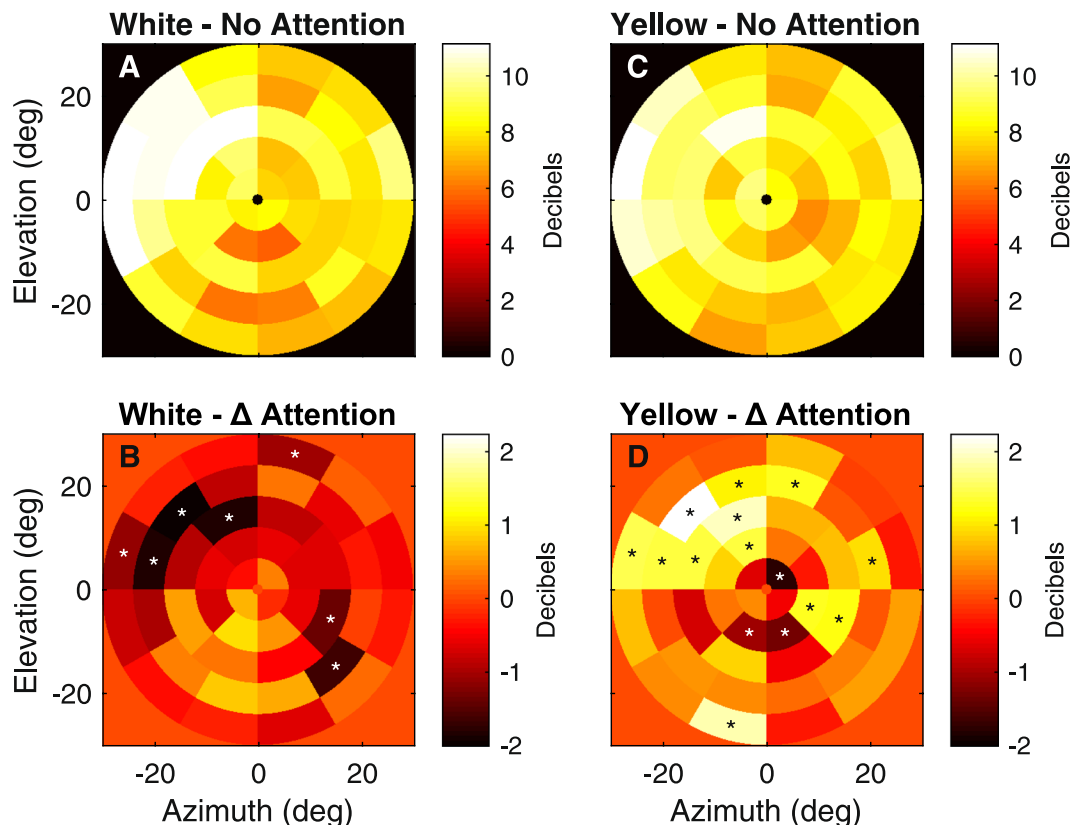 White - No Attention
Yellow - No Attention
A
C
Elevation (deg)
20
0
-20
10
8
6
4
2
0
Decibels
10
8
6
4
2
0
Decibels
White - Δ Attention
Yellow - Δ Attention
B
D
Elevation (deg)
20
0
-20
* * * * * * *
2
1
0
-1
-2
Decibels
* * * * * * * * * * * * * * *
2
1
0
-1
-2
Decibels
-20 0 20
-20 0 20
Azimuth (deg)
Azimuth (deg)